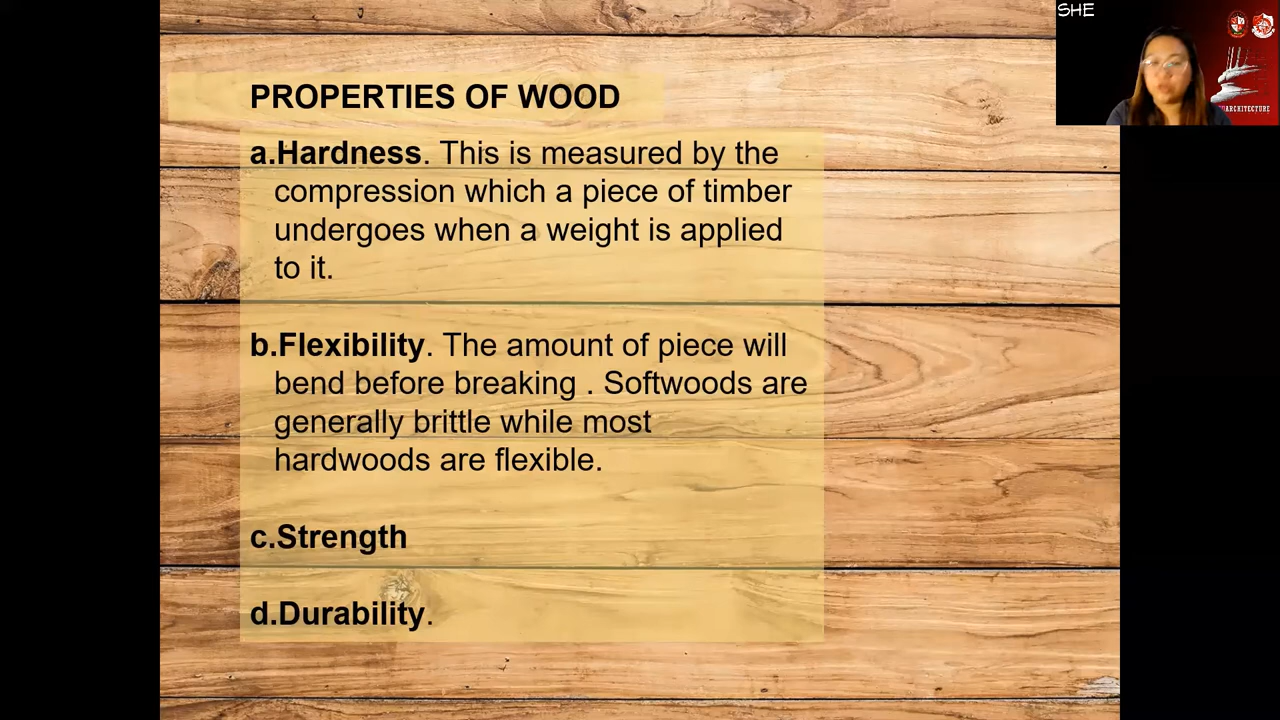 SHE
PROPERTIES OF WOOD
a.Hardness. This is measured by the
compression which a piece of timber
undergoes when a weight is applied
to it.
b.Flexibility. The amount of piece will
bend before breaking . Softwoods are
generally brittle while most
hardwoods are flexible.
c.Strength
d.Durability.